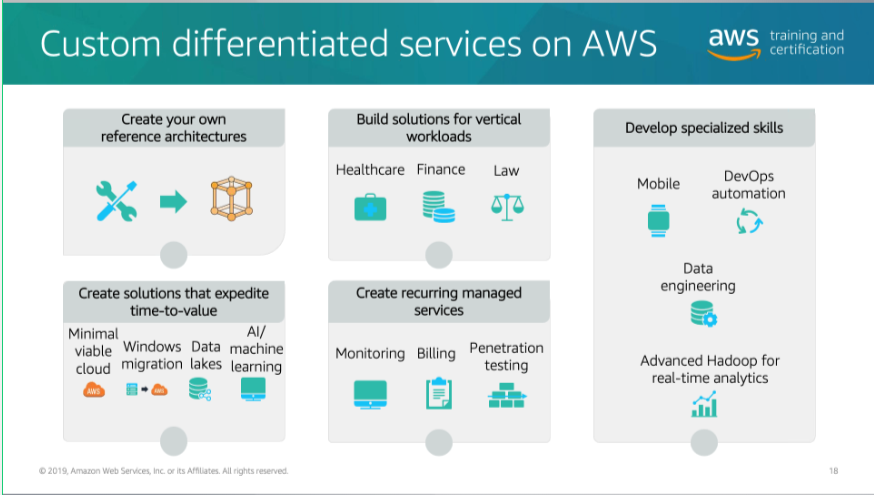 Custom differentiated services on AWS
aws training and
certification
Create your own
reference architectures
Build solutions for vertical
workloads
Healthcare Finance Law
Develop specialized skills
Mobile
DevOps
automation
Data
engineering
Advanced Hadoop for
real-time analytics
Create solutions that expedite
time-to-value
Minimal
viable
cloud
Windows
migration
Data
lakes
AI/
machine
learning
AWS
AWS
Create recurring managed
services
Monitoring Billing Penetration
testing
© 2019, Amazon Web Services, Inc. or its Affiliates. All rights reserved.
18